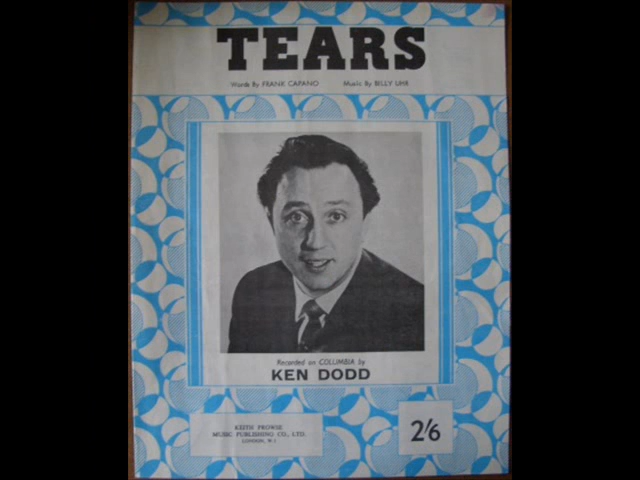 TEARS
Words By FRANK CAPANO Music By BILLY UHR
Recorded on COLUMBIA by
KEN DODD
KEITH PROWSE
MUSIC PUBLISHING CO., LTD.
LONDON, W.1
2/6